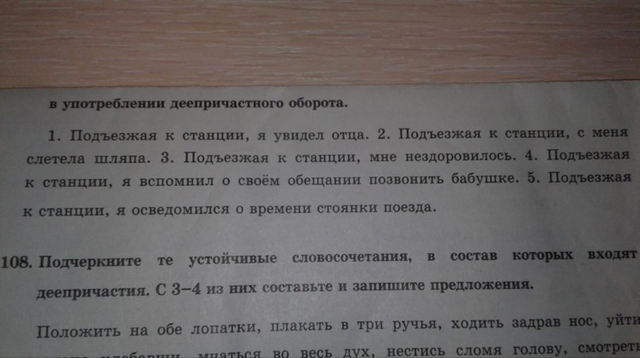 в употреблении деепричастного оборота.
1. Подъезжая к станции, я увидел отца. 2. Подъезжая к станции, с меня
слетела шляпа. 3. Подъезжая к станции, мне нездоровилось. 4. Подъезжая
к станции, я вспомнил о своём обещании позвонить бабушке. 5. Подъезжая
к станции, я осведомился о времени стоянки поезда.
108. Подчеркните те устойчивые словосочетания, в состав которых входят
деепричастия. С 3–4 из них составьте и запишите предложения.
Положить на обе лопатки, плакать в три ручья, ходить задрав нос, уйти
мчаться во весь дух, нестись сломя голову, смотреть